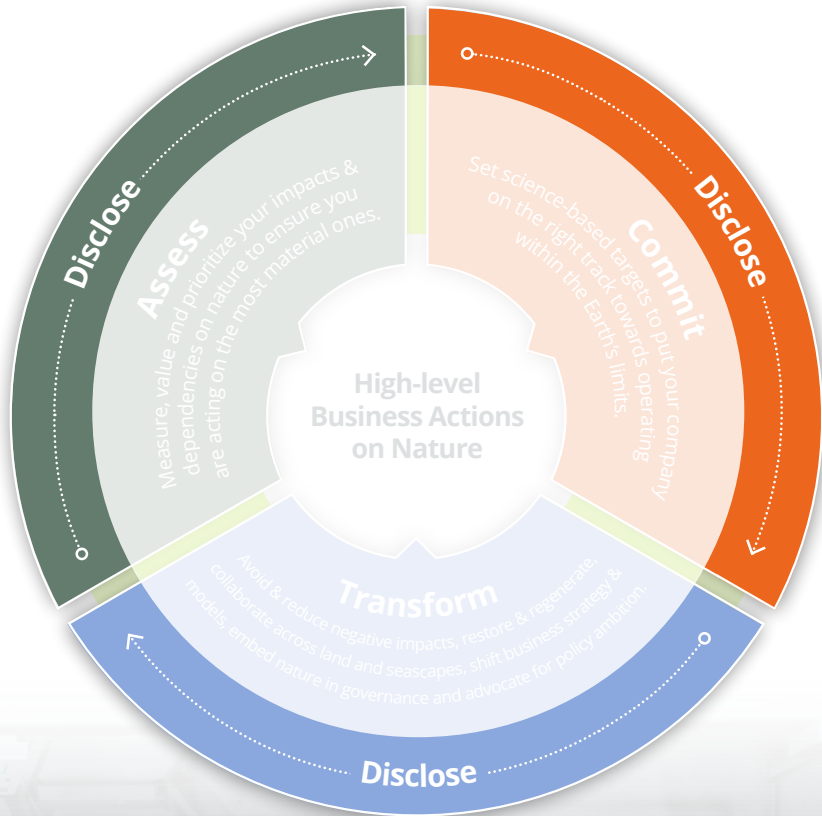 Disclose
Assess
Measure, value and prioritize your impacts &
dependencies on nature to ensure you
are acting on the most material ones.
Disclose
Commit
Set science-based targets to put your company
on the right track towards operating
within the Earth's limits.
High-level
Business Actions
on Nature
Transform
Avoid & reduce negative impacts, restore & regenerate,
collaborate across land and seascapes, shift business strategy &
models, embed nature in governance and advocate for policy ambition.
Disclose